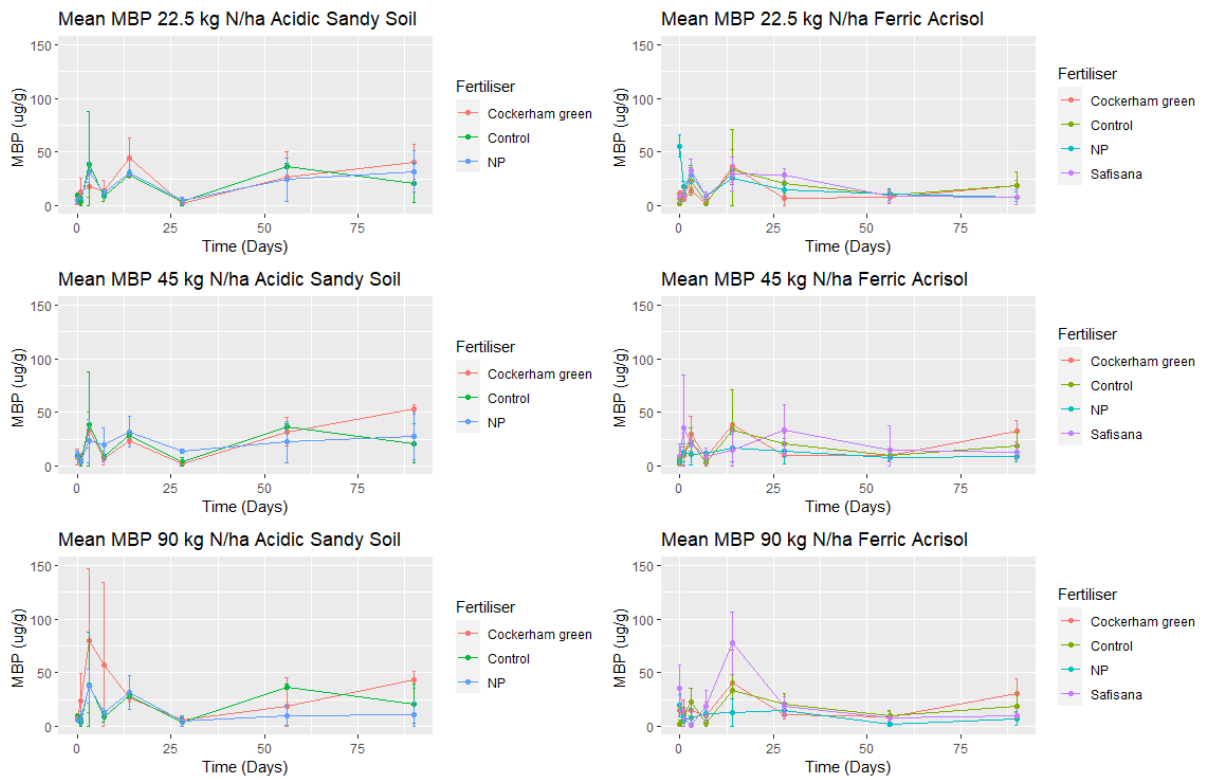 Mean MBP 22.5 kg N/ha Acidic Sandy Soil
150
100
50
0
MBP (ug/g)
0 25 50 75
Time (Days)
Fertiliser
Cockerham green
Control
NP
Mean MBP 22.5 kg N/ha Ferric Acrisol
150
100
50
0
MBP (ug/g)
0 25 50 75
Time (Days)
Fertiliser
Cockerham green
Control
NP
Safisana
Mean MBP 45 kg N/ha Acidic Sandy Soil
150
100
50
0
MBP (ug/g)
0 25 50 75
Time (Days)
Fertiliser
Cockerham green
Control
NP
Mean MBP 45 kg N/ha Ferric Acrisol
150
100
50
0
MBP (ug/g)
0 25 50 75
Time (Days)
Fertiliser
Cockerham green
Control
NP
Safisana
Mean MBP 90 kg N/ha Acidic Sandy Soil
150
100
50
0
MBP (ug/g)
0 25 50 75
Time (Days)
Fertiliser
Cockerham green
Control
NP
Mean MBP 90 kg N/ha Ferric Acrisol
150
100
50
0
MBP (ug/g)
0 25 50 75
Time (Days)
Fertiliser
Cockerham green
Control
NP
Safisana